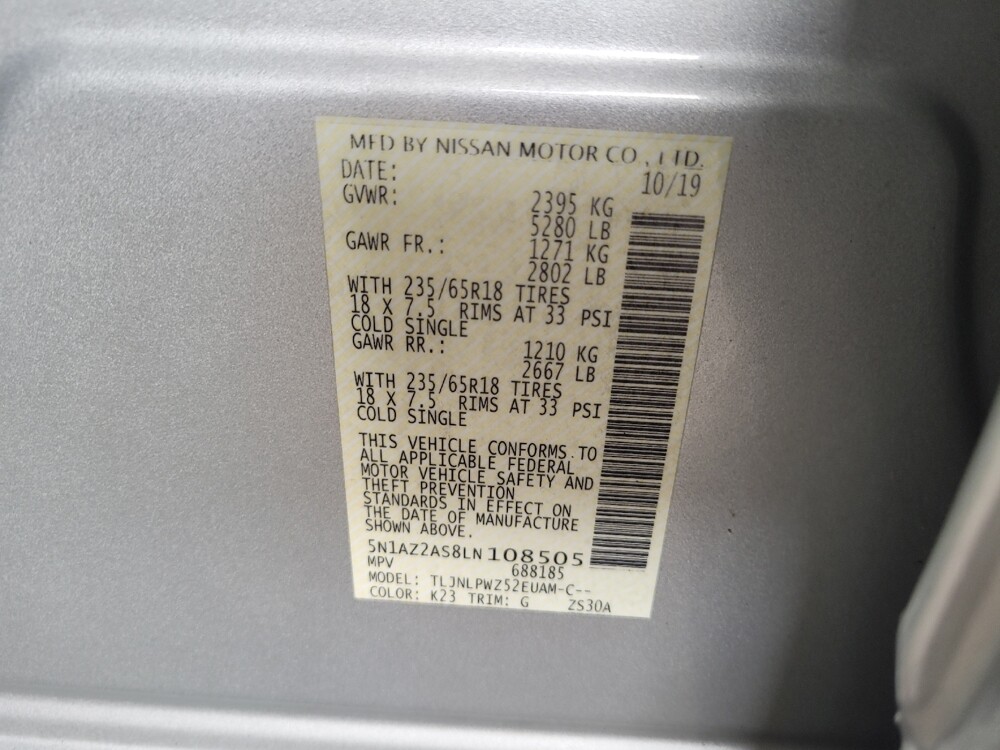 MFD BY NISSAN MOTOR CO., LTD.
DATE: 10/19
GVWR: 2395 KG
5280 LB
GAWR FR.: 1271 KG
2802 LB
WITH 235/65R18 TIRES
18 X 7.5 RIMS AT 33 PSI
COLD SINGLE
GAWR RR.: 1210 KG
2667 LB
WITH 235/65R18 TIRES
18 X 7.5 RIMS AT 33 PSI
COLD SINGLE
THIS VEHICLE CONFORMS TO
ALL APPLICABLE FEDERAL
MOTOR VEHICLE SAFETY AND
THEFT PREVENTION
STANDARDS IN EFFECT ON
THE DATE OF MANUFACTURE
SHOWN ABOVE.
5N1AZ2AS8LN108505
MPV 688185
MODEL: TLJNLPWZ52EUAM-C--
COLOR: K23 TRIM: G ZS30A